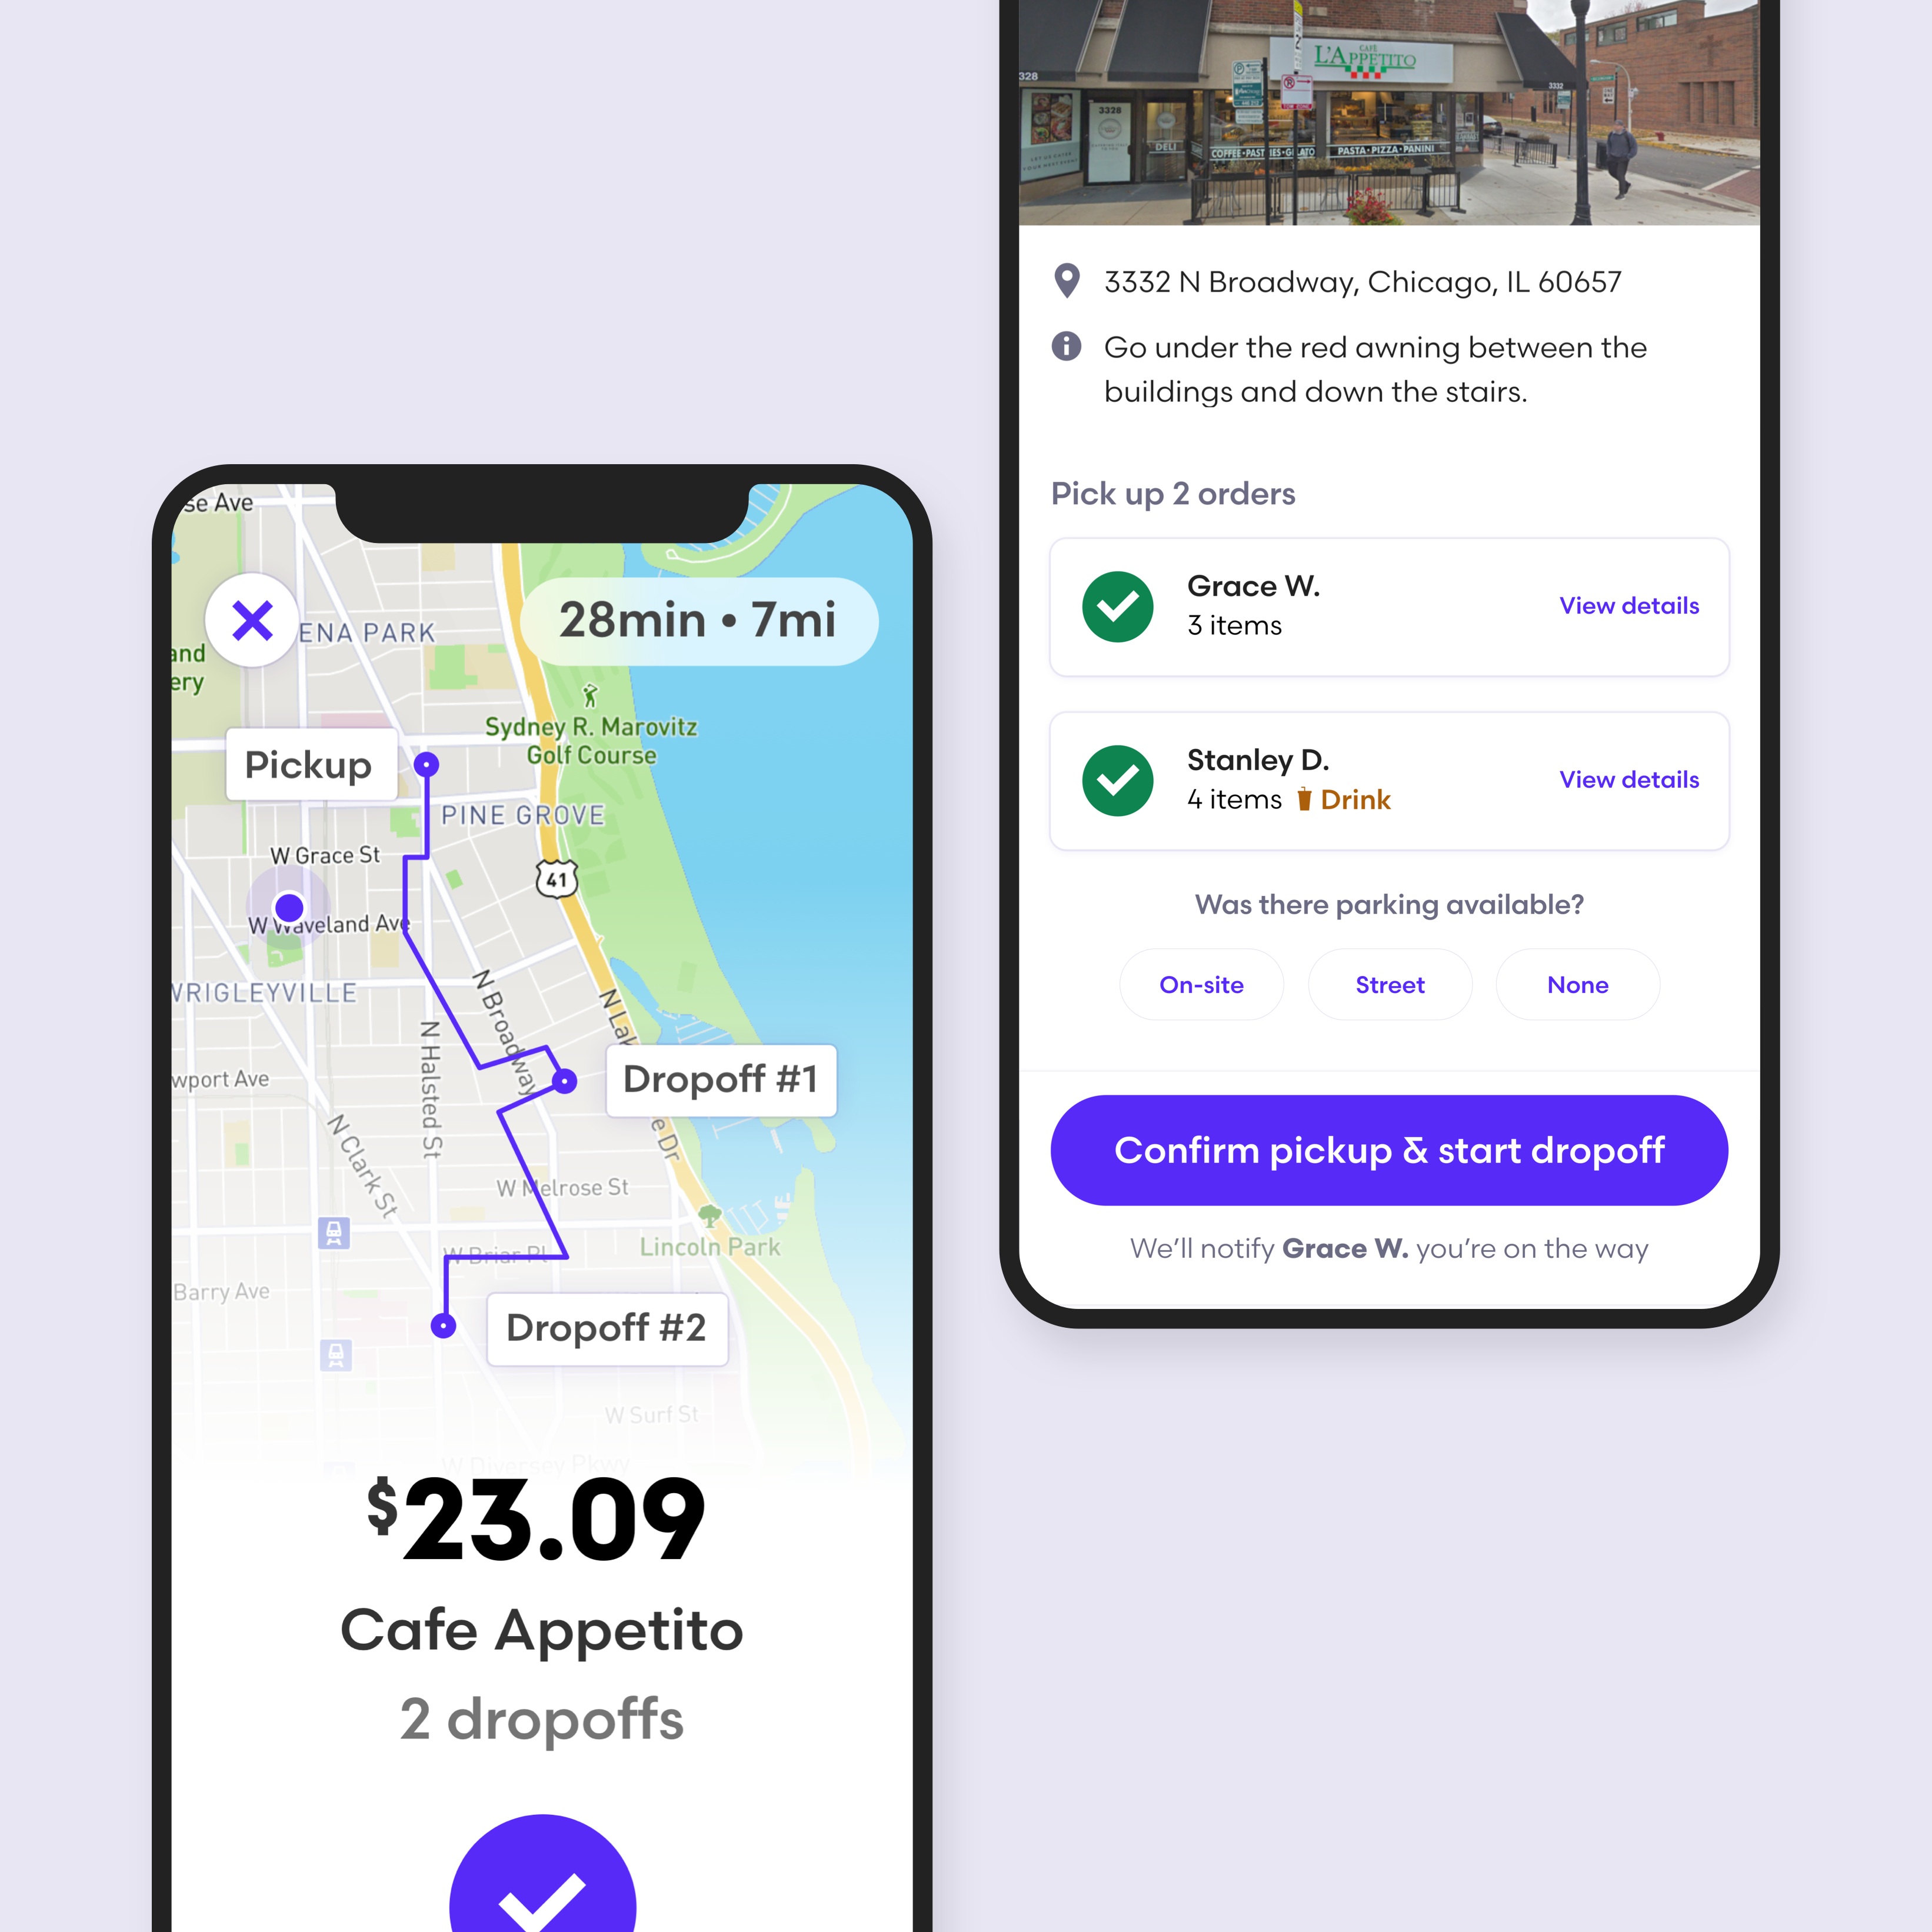 se Ave
ENA PARK
28min • 7mi
and
ery
Sydney R. Marovitz
Golf Course
Pickup
PINE GROVE
W Grace St
41
W Waveland Ave
WRIGLEYVILLE
N Broadway
N Lak
N Halsted St
wport Ave
Dropoff #1
e Dr
N Clark St
W Melrose St
W Briar Pl
Lincoln Park
Barry Ave
Dropoff #2
W Surf St
W Diversey Pkwy
$23.09
Cafe Appetito
2 dropoffs
CAFÉ
L'APPETITO
328
3332
3328
DELI
COFFEE•PASTRIES•GELATO
PASTA•PIZZA•PANINI
3332 N Broadway, Chicago, IL 60657
Go under the red awning between the
buildings and down the stairs.
Pick up 2 orders
Grace W.
3 items
View details
Stanley D.
4 items Drink
View details
Was there parking available?
On-site
Street
None
Confirm pickup & start dropoff
We'll notify Grace W. you're on the way